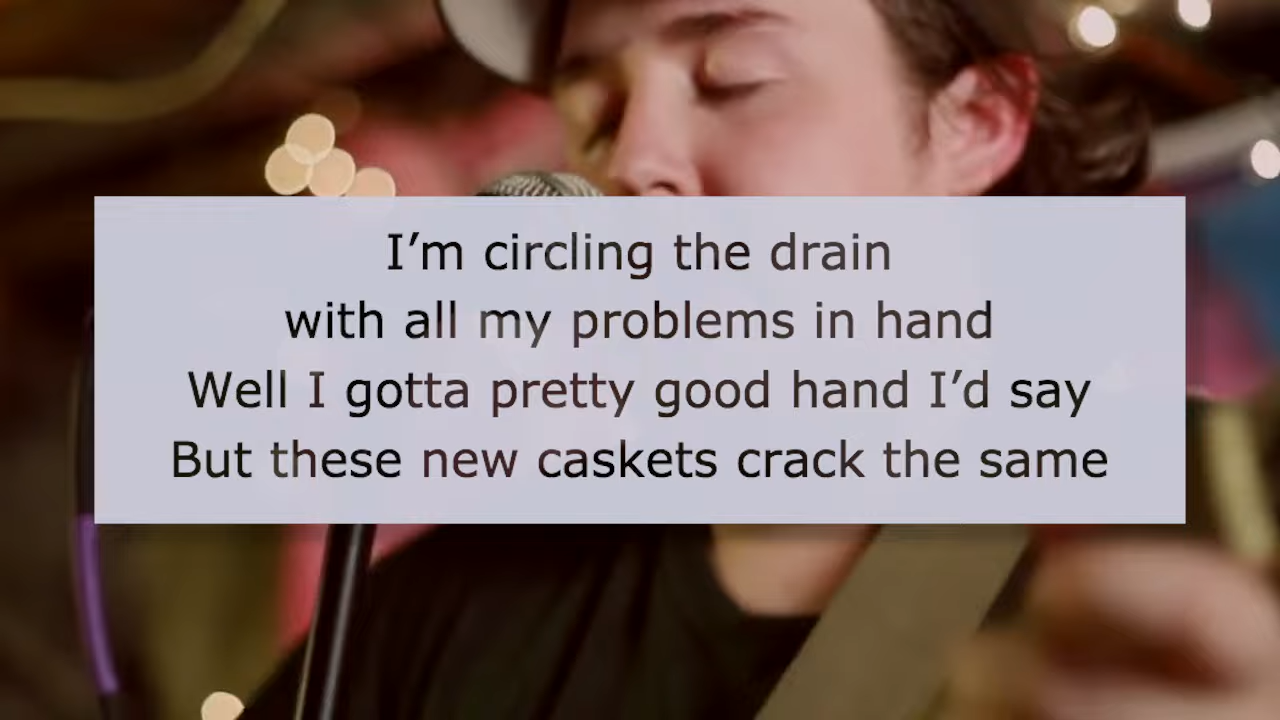 I’m circling the drain
with all my problems in hand
Well I gotta pretty good hand I’d say
But these new caskets crack the same